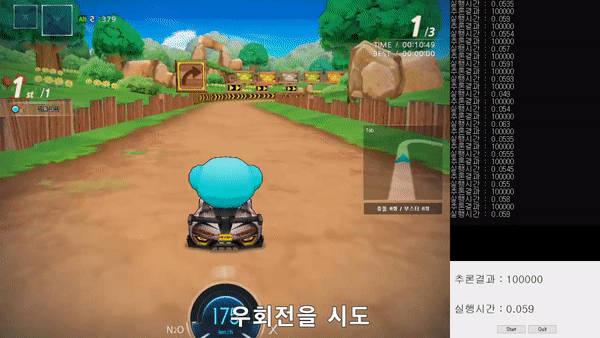 Alt 키 :379
1/3
TIME / 00:10:49
BEST / --:00:00
1st /1
Tab
175
km/h
N2O
X
우회전을 시도
실행시간 : 0.0535
추론결과 : 100000
실행시간 : 0.059
추론결과 : 100000
실행시간 : 0.0554
추론결과 : 100000
실행시간 : 0.057
추론결과 : 100000
실행시간 : 0.0591
추론결과 : 100000
실행시간 : 0.0593
추론결과 : 100000
실행시간 : 0.049
추론결과 : 100000
실행시간 : 0.054
추론결과 : 100000
실행시간 : 0.063
추론결과 : 100000
실행시간 : 0.0535
추론결과 : 100000
실행시간 : 0.0555
추론결과 : 100000
실행시간 : 0.0545
추론결과 : 100000
실행시간 : 0.055
추론결과 : 100000
실행시간 : 0.058
추론결과 : 100000
실행시간 : 0.059
추론결과 : 100000
실행시간 : 0.059
Start
Quit